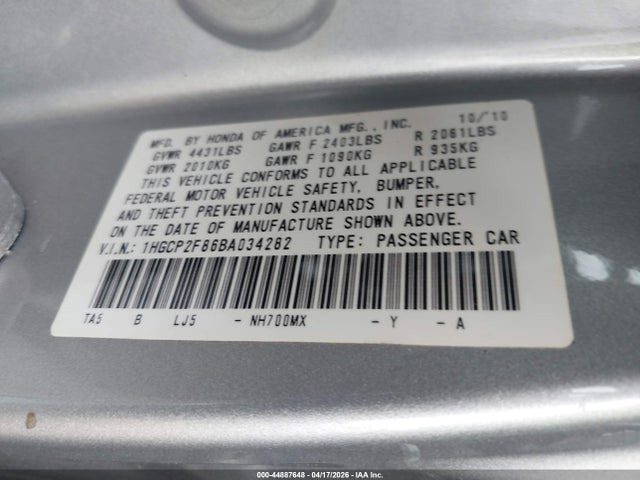 MFD. BY HONDA OF AMERICA MFG., INC. 10/10
GVWR 4431LBS GAWR F 2403LBS R 2061LBS
GVWR 2010KG GAWR F 1090KG R 935KG
THIS VEHICLE CONFORMS TO ALL APPLICABLE
FEDERAL MOTOR VEHICLE SAFETY, BUMPER,
AND THEFT PREVENTION STANDARDS IN EFFECT
ON THE DATE OF MANUFACTURE SHOWN ABOVE.
V.I.N.: 1HGCP2F86BA034282 TYPE: PASSENGER CAR
TA5 B LJ5 - NH700MX - Y - A
000-44887648 - 04/17/2026 - IAA Inc.